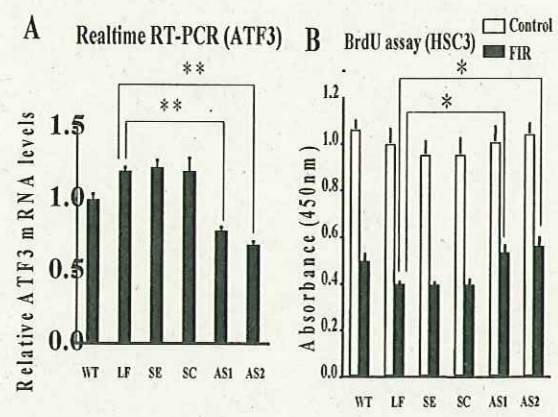 A
Realtime RT-PCR (ATF3)
**
**
Relative ATF3 mRNA levels
1.5
1.0
0.5
0.0
WT LF SE SC AS1 AS2
B
BrdU assay (HSC3)
Control
FIR
*
*
Absorbance (450nm)
1.2
1.0
0.8
0.6
0.4
0.2
0.0
WT LF SE SC AS1 AS2